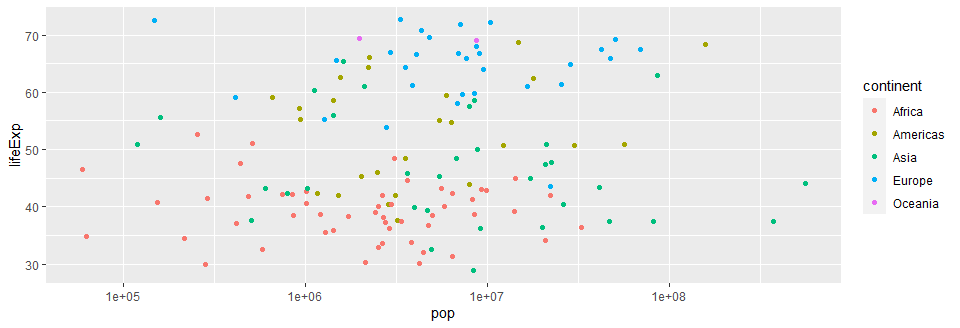 70
60
50
40
30
lifeExp
1e+05 1e+06 1e+07 1e+08
pop
continent
Africa
Americas
Asia
Europe
Oceania